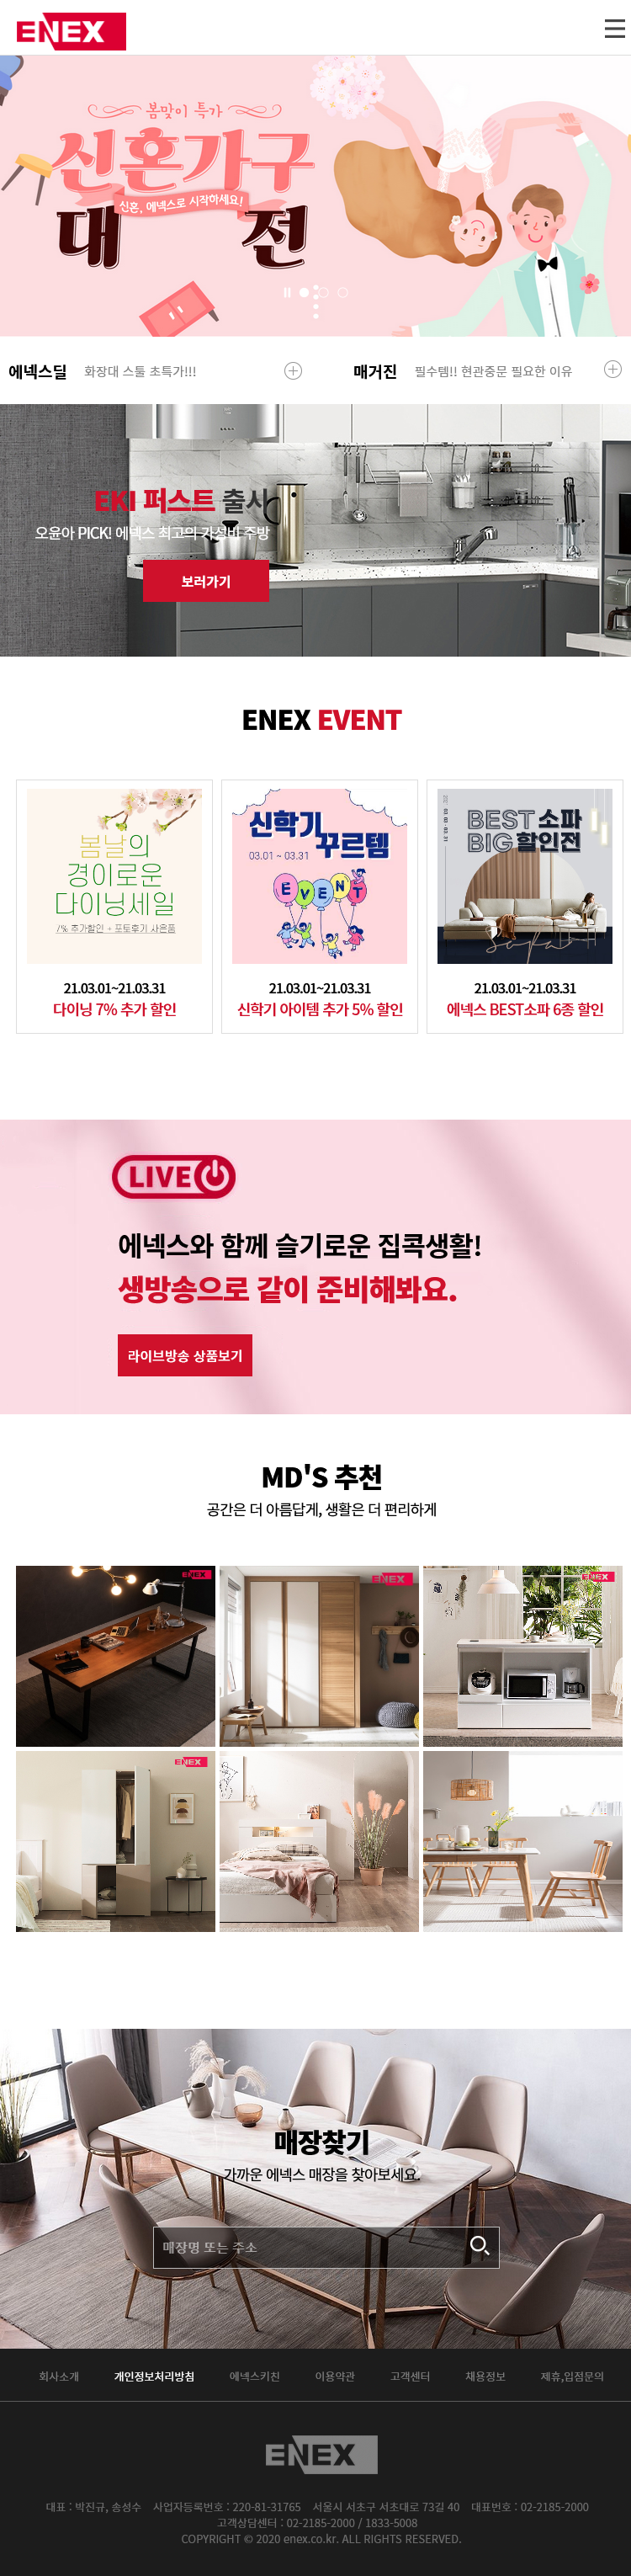 ENEX
봄맞이 특가
신혼가구
신혼, 에넥스로 시작하세요!
대 전
에넥스딜 화장대 스툴 초특가!!! 매거진 필수템!! 현관중문 필요한 이유
EKI 퍼스트 출시
오윤아 PICK! 에넥스 최고의 가성비 주방
보러가기
ENEX EVENT
봄날의
경이로운
다이닝세일
7% 추가할인 + 포토후기 사은품
21.03.01~21.03.31
다이닝 7% 추가 할인
신학기
꾸르템
03.01 ~ 03.31
EVENT
21.03.01~21.03.31
신학기 아이템 추가 5% 할인
BEST 소파
BIG 할인전
03.01 - 03.31
Sofa
21.03.01~21.03.31
에넥스 BEST소파 6종 할인
LIVE
에넥스와 함께 슬기로운 집콕생활!
생방송으로 같이 준비해봐요.
라이브방송 상품보기
MD'S 추천
공간은 더 아름답게, 생활은 더 편리하게
ENEX
ENEX
ENEX
ENEX
매장찾기
가까운 에넥스 매장을 찾아보세요.
매장명 또는 주소
회사소개 개인정보처리방침 에넥스키친 이용약관 고객센터 채용정보 제휴,입점문의
ENEX
대표 : 박진규, 송성수 사업자등록번호 : 220-81-31765 서울시 서초구 서초대로 73길 40 대표번호 : 02-2185-2000
고객상담센터 : 02-2185-2000 / 1833-5008
COPYRIGHT © 2020 enex.co.kr. ALL RIGHTS RESERVED.